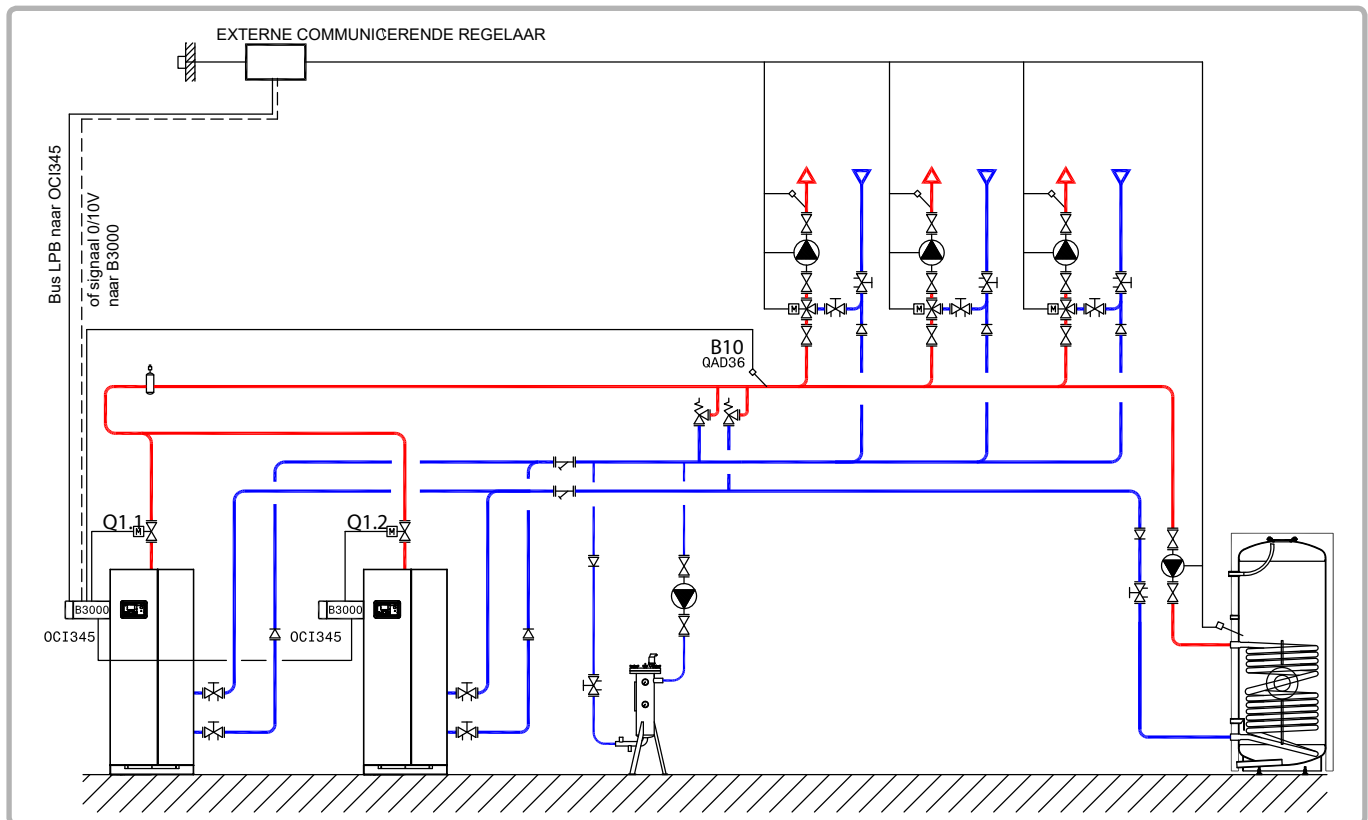 EXTERNE COMMUNICERENDE REGELAAR
Bus LPB naar OCI345
of signaal 0/10V
naar B3000
B10
QAD36
Q1.1
M
Q1.2
M
M
M
M
B3000
OCI345
B3000
OCI345